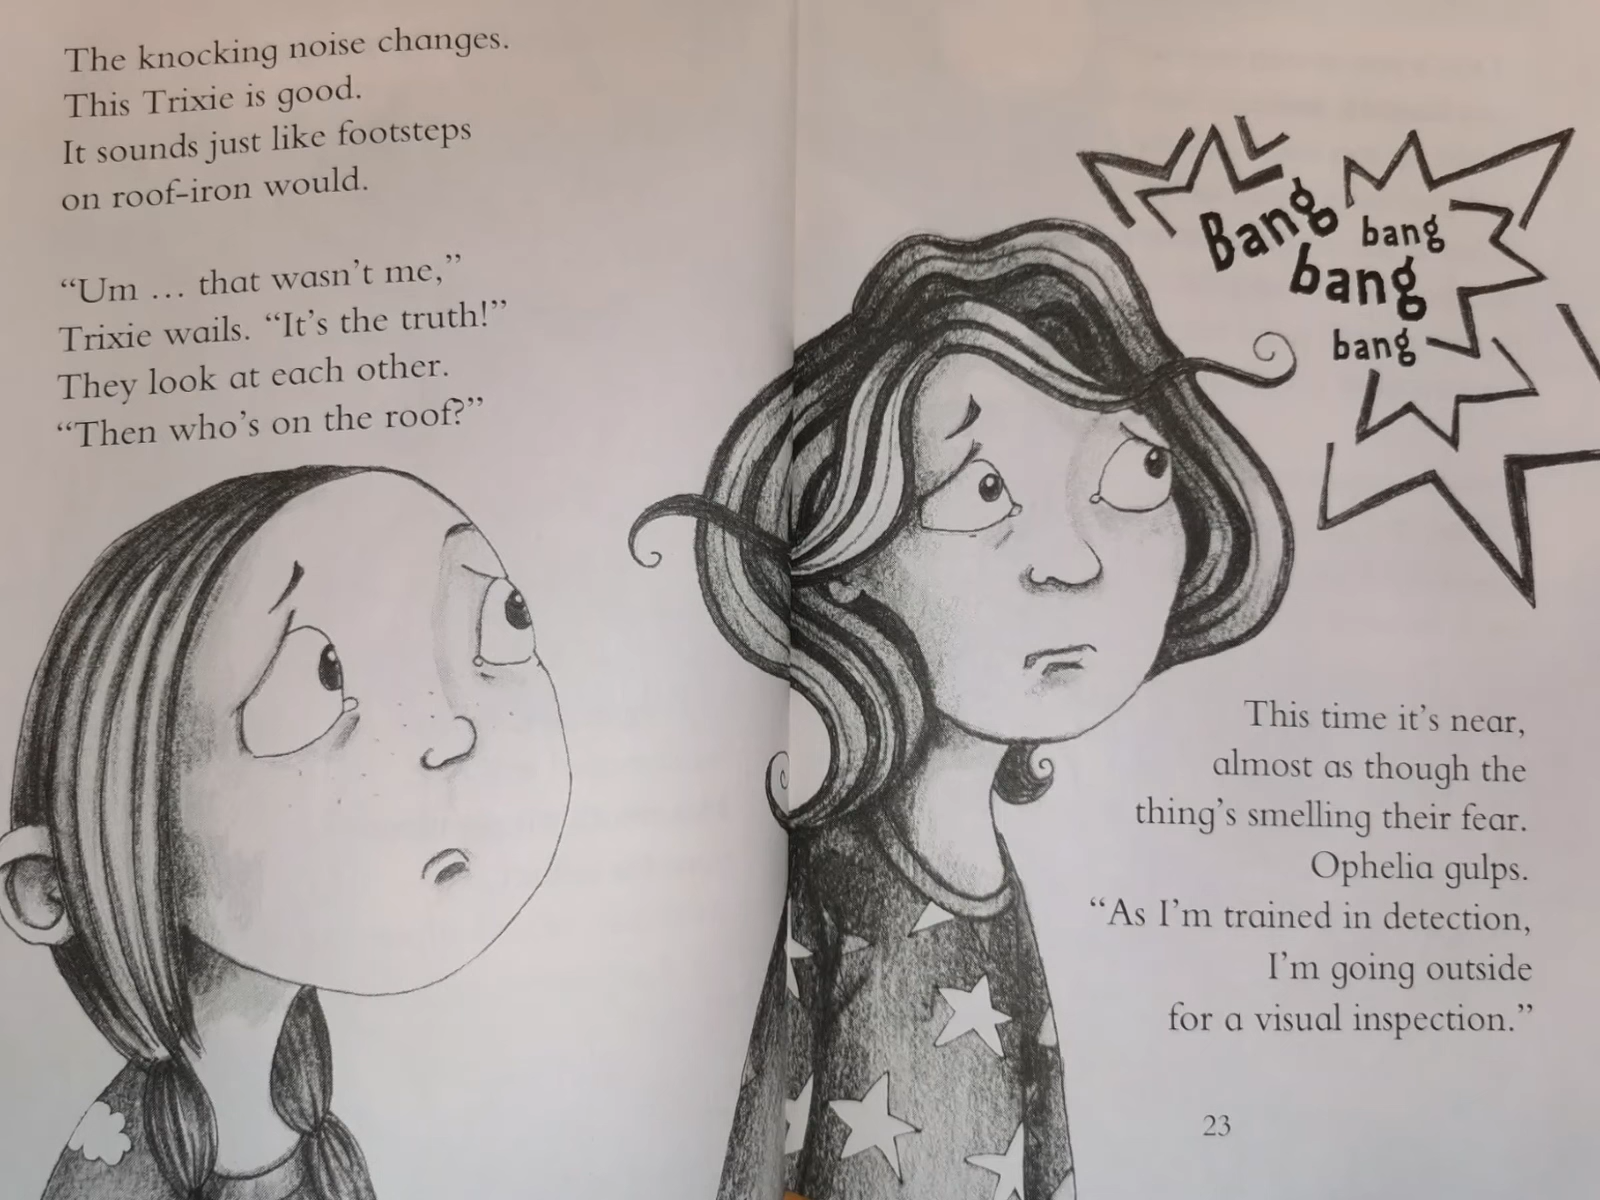 The knocking noise changes.
This Trixie is good.
It sounds just like footsteps
on roof-iron would.
“Um … that wasn’t me,”
Trixie wails. “It’s the truth!”
They look at each other.
“Then who’s on the roof?”
Bang bang
bang
bang
This time it’s near,
almost as though the
thing’s smelling their fear.
Ophelia gulps.
“As I’m trained in detection,
I’m going outside
for a visual inspection.”
23